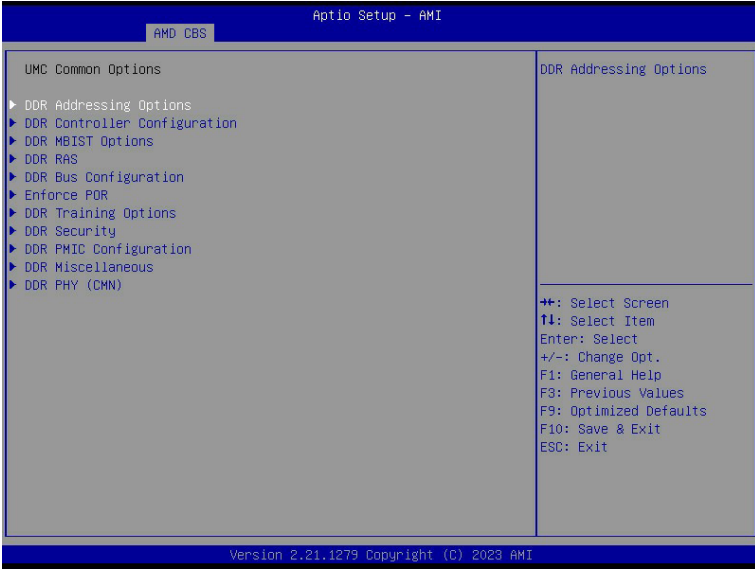 Aptio Setup - AMI
AMD CBS
UMC Common Options
DDR Addressing Options
DDR Controller Configuration
DDR MBIST Options
DDR RAS
DDR Bus Configuration
Enforce POR
DDR Training Options
DDR Security
DDR PMIC Configuration
DDR Miscellaneous
DDR PHY (CMN)
DDR Addressing Options
→←: Select Screen
↑↓: Select Item
Enter: Select
+/-: Change Opt.
F1: General Help
F3: Previous Values
F9: Optimized Defaults
F10: Save & Exit
ESC: Exit
Version 2.21.1279 Copyright (C) 2023 AMI